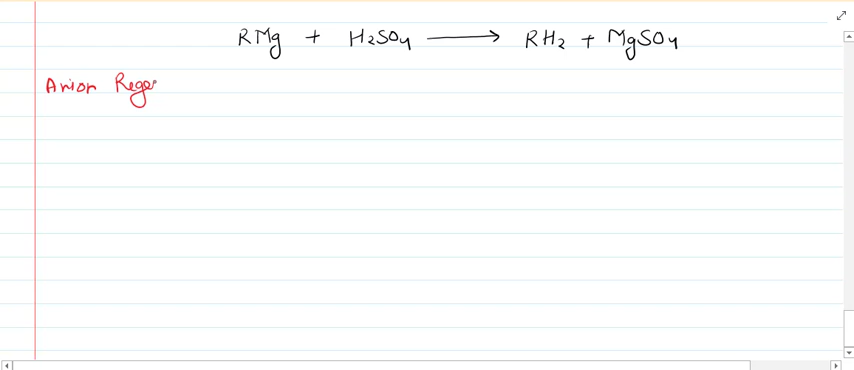 RMg + H₂SO₄ ⟶ RH₂ + MgSO₄
Anion Rege